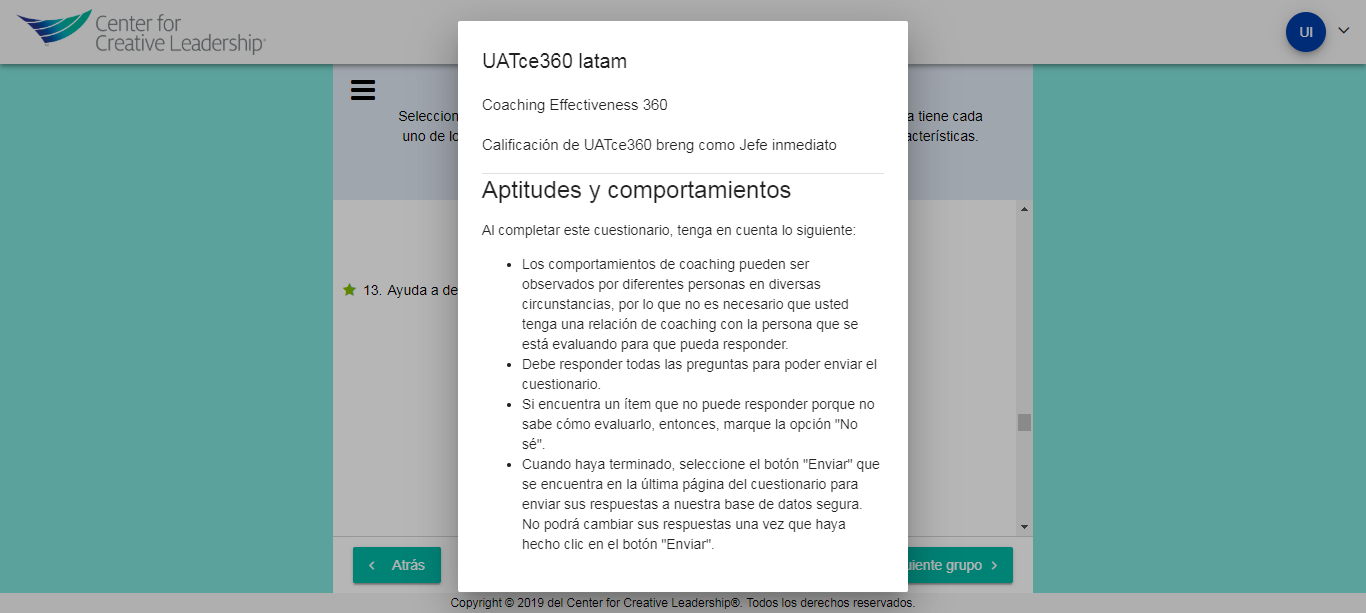 Center for
Creative Leadership®
UI
UATce360 latam
Coaching Effectiveness 360
Calificación de UATce360 breng como Jefe inmediato
Aptitudes y comportamientos
Al completar este cuestionario, tenga en cuenta lo siguiente:
• Los comportamientos de coaching pueden ser
observados por diferentes personas en diversas
circunstancias, por lo que no es necesario que usted
tenga una relación de coaching con la persona que se
está evaluando para que pueda responder.
• Debe responder todas las preguntas para poder enviar el
cuestionario.
• Si encuentra un ítem que no puede responder porque no
sabe cómo evaluarlo, entonces, marque la opción "No
sé".
• Cuando haya terminado, seleccione el botón "Enviar" que
se encuentra en la última página del cuestionario para
enviar sus respuestas a nuestra base de datos segura.
No podrá cambiar sus respuestas una vez que haya
hecho clic en el botón "Enviar".
Seleccion
a tiene cada
uno de lo
acterísticas.
13. Ayuda a de
Atrás
uiente grupo
Copyright © 2019 del Center for Creative Leadership®. Todos los derechos reservados.